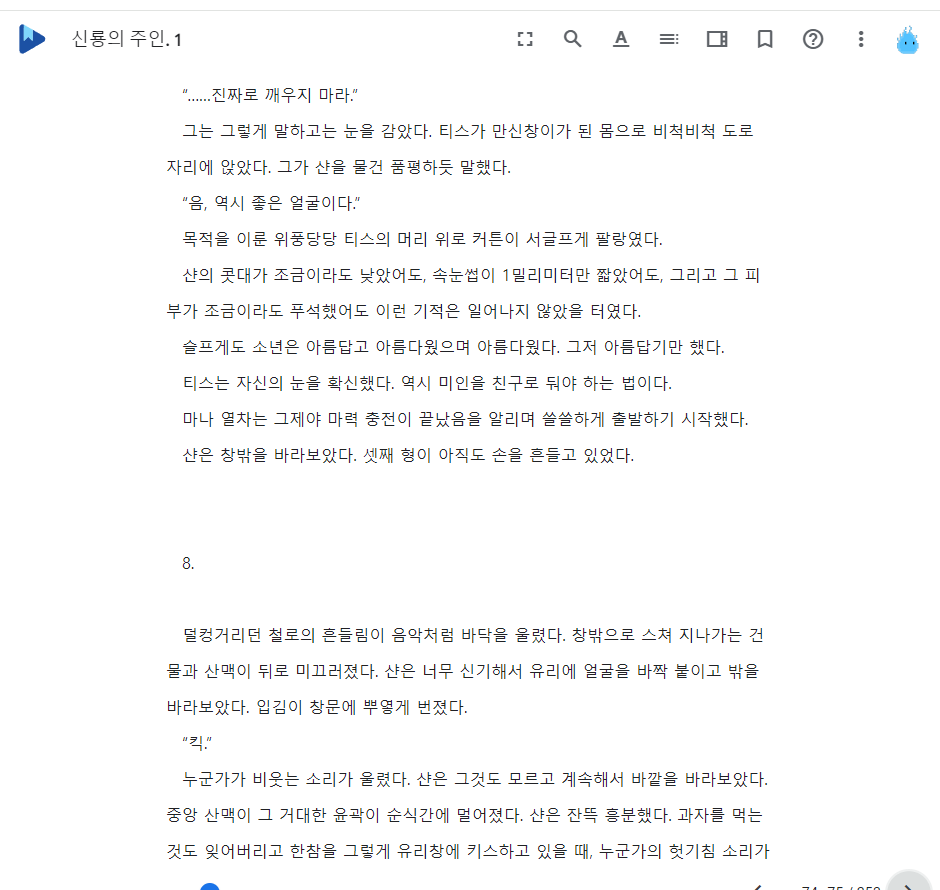 신룡의 주인. 1
"......진짜로 깨우지 마라."
그는 그렇게 말하고는 눈을 감았다. 티스가 만신창이가 된 몸으로 비척비척 도로
자리에 앉았다. 그가 샨을 물건 품평하듯 말했다.
"음, 역시 좋은 얼굴이다."
목적을 이룬 위풍당당 티스의 머리 위로 커튼이 서글프게 팔랑였다.
샨의 콧대가 조금이라도 낮았어도, 속눈썹이 1밀리미터만 짧았어도, 그리고 그 피
부가 조금이라도 푸석했어도 이런 기적은 일어나지 않았을 터였다.
슬프게도 소년은 아름답고 아름다웠으며 아름다웠다. 그저 아름답기만 했다.
티스는 자신의 눈을 확신했다. 역시 미인을 친구로 둬야 하는 법이다.
마나 열차는 그제야 마력 충전이 끝났음을 알리며 쓸쓸하게 출발하기 시작했다.
샨은 창밖을 바라보았다. 셋째 형이 아직도 손을 흔들고 있었다.
8.
덜컹거리던 철로의 흔들림이 음악처럼 바닥을 울렸다. 창밖으로 스쳐 지나가는 건
물과 산맥이 뒤로 미끄러졌다. 샨은 너무 신기해서 유리에 얼굴을 바짝 붙이고 밖을
바라보았다. 입김이 창문에 뿌옇게 번졌다.
"킥."
누군가가 비웃는 소리가 울렸다. 샨은 그것도 모르고 계속해서 바깥을 바라보았다.
중앙 산맥이 그 거대한 윤곽이 순식간에 멀어졌다. 샨은 잔뜩 흥분했다. 과자를 먹는
것도 잊어버리고 한참을 그렇게 유리창에 키스하고 있을 때, 누군가의 헛기침 소리가